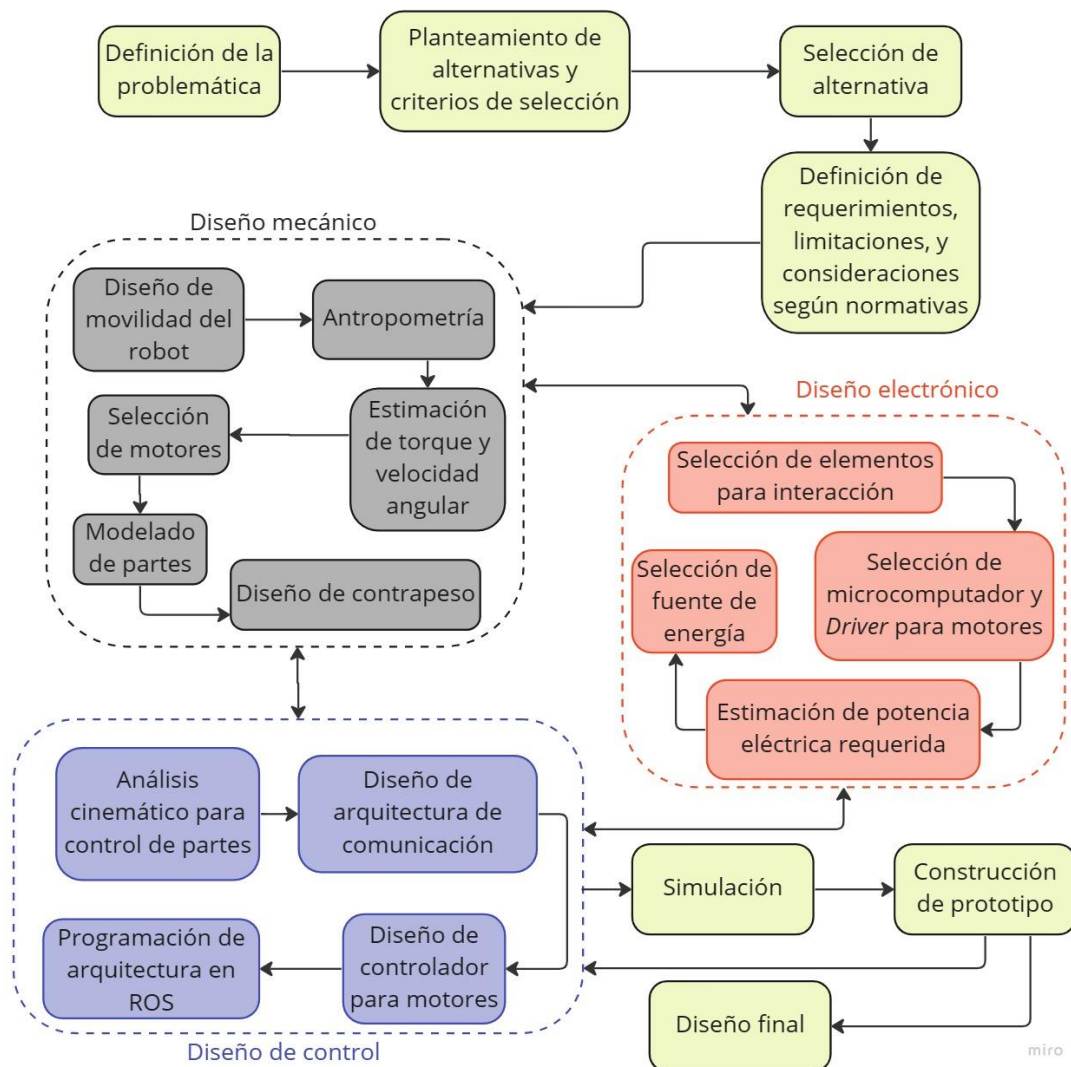 Definición de la
problemática
Planteamiento de
alternativas y
criterios de selección
Selección de
alternativa
Definición de
requerimientos,
limitaciones, y
consideraciones
según normativas
Diseño mecánico
Diseño de
movilidad del
robot
Antropometría
Estimación
de torque y
velocidad
angular
Selección
de motores
Modelado
de partes
Diseño de contrapeso
Diseño electrónico
Selección de elementos
para interacción
Selección de
microcomputador y
Driver para motores
Estimación de potencia
eléctrica requerida
Selección de
fuente de
energía
Análisis
cinemático para
control de partes
Diseño de
arquitectura de
comunicación
Diseño de
controlador
para motores
Programación de
arquitectura en
ROS
Diseño de control
Simulación
Construcción
de prototipo
Diseño final
miro